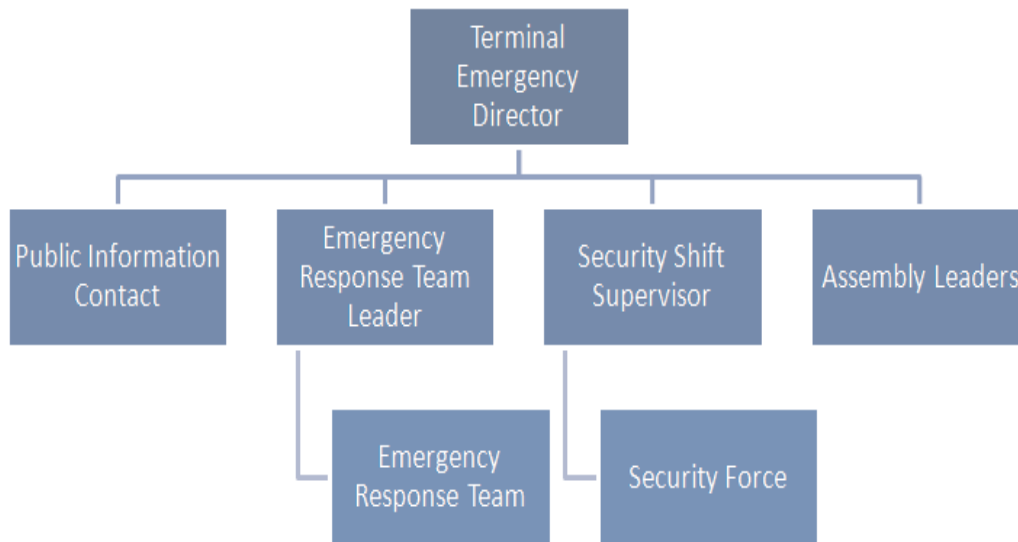 Terminal
Emergency
Director
Public Information
Contact
Emergency
Response Team
Leader
Security Shift
Supervisor
Assembly Leaders
Emergency
Response Team
Security Force